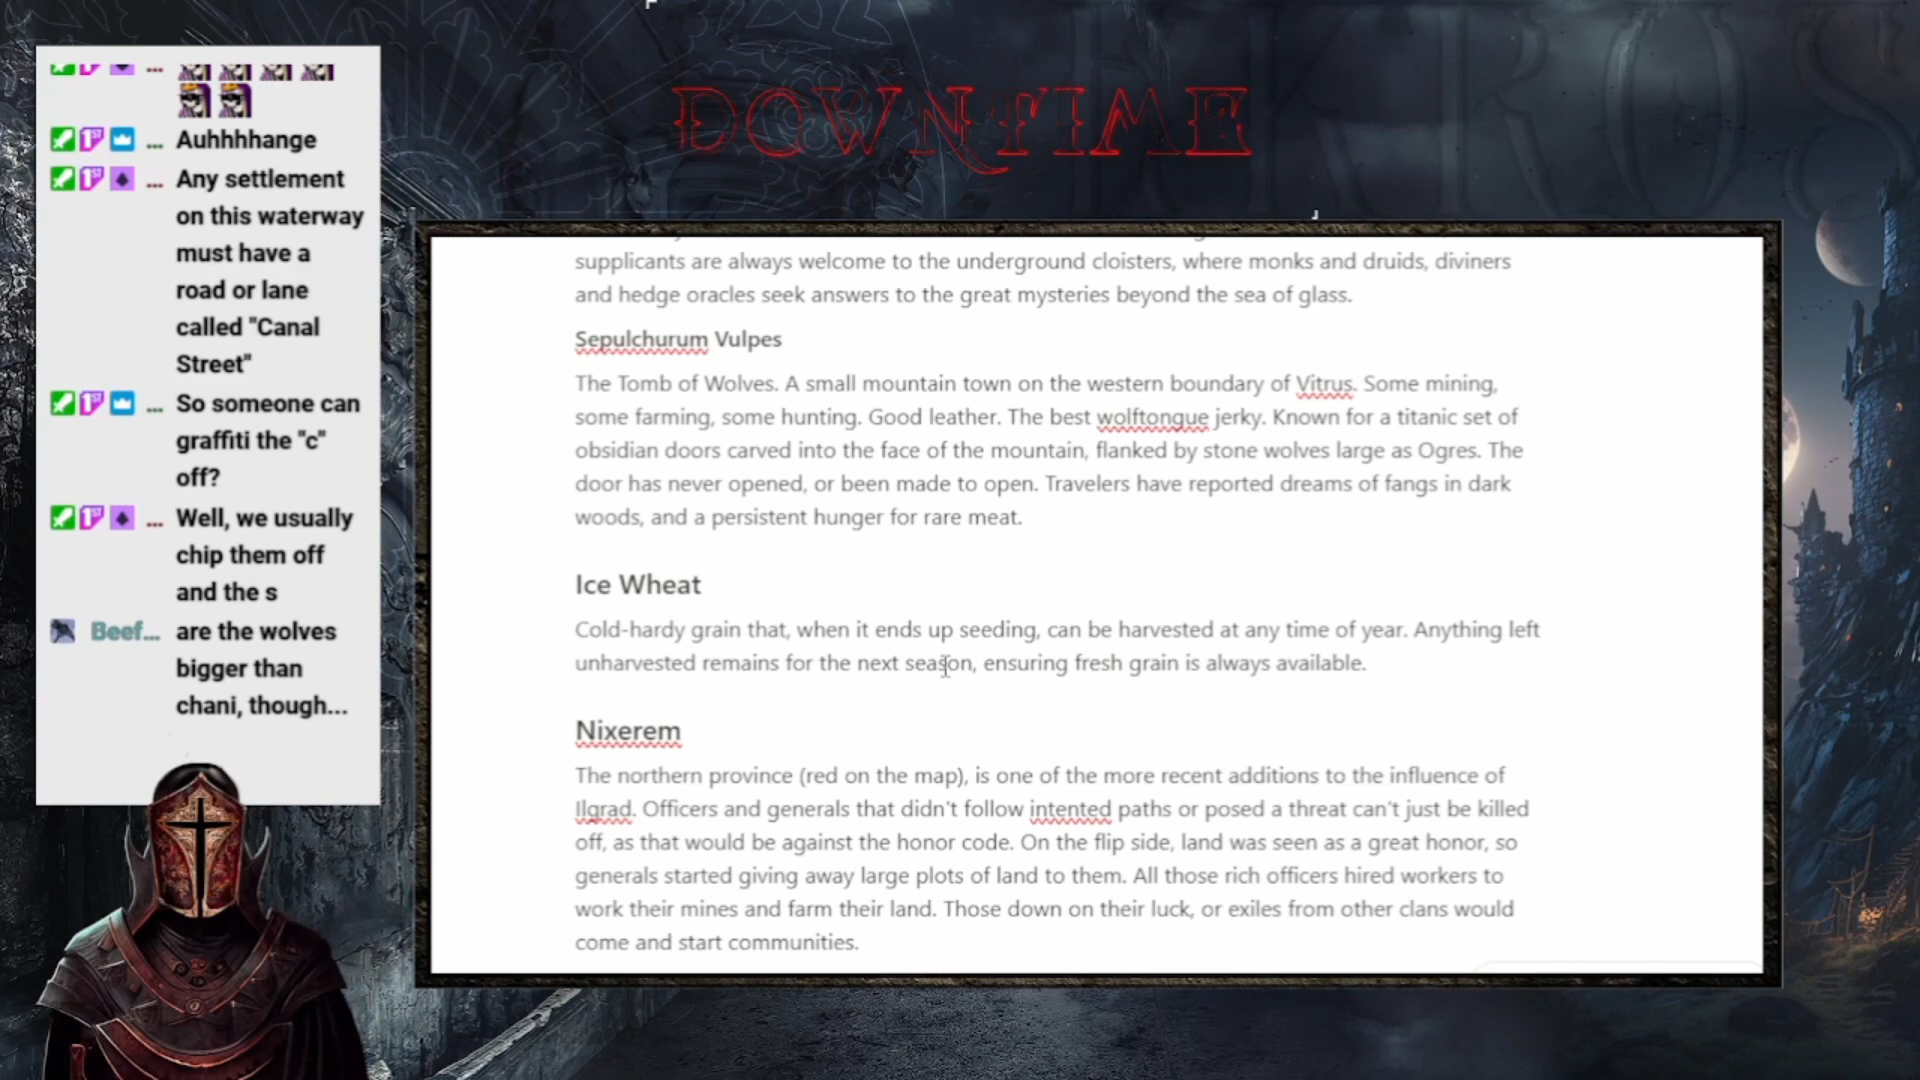 DOWNTIME
Auhhhhange
Any settlement
on this waterway
must have a
road or lane
called "Canal
Street"
So someone can
graffiti the "c"
off?
Well, we usually
chip them off
and the s
Beef... are the wolves
bigger than
chani, though...
supplicants are always welcome to the underground cloisters, where monks and druids, diviners
and hedge oracles seek answers to the great mysteries beyond the sea of glass.
Sepulchurum Vulpes
The Tomb of Wolves. A small mountain town on the western boundary of Vitrus. Some mining,
some farming, some hunting. Good leather. The best wolftongue jerky. Known for a titanic set of
obsidian doors carved into the face of the mountain, flanked by stone wolves large as Ogres. The
door has never opened, or been made to open. Travelers have reported dreams of fangs in dark
woods, and a persistent hunger for rare meat.
Ice Wheat
Cold-hardy grain that, when it ends up seeding, can be harvested at any time of year. Anything left
unharvested remains for the next season, ensuring fresh grain is always available.
Nixerem
The northern province (red on the map), is one of the more recent additions to the influence of
Ilgrad. Officers and generals that didn't follow intented paths or posed a threat can't just be killed
off, as that would be against the honor code. On the flip side, land was seen as a great honor, so
generals started giving away large plots of land to them. All those rich officers hired workers to
work their mines and farm their land. Those down on their luck, or exiles from other clans would
come and start communities.